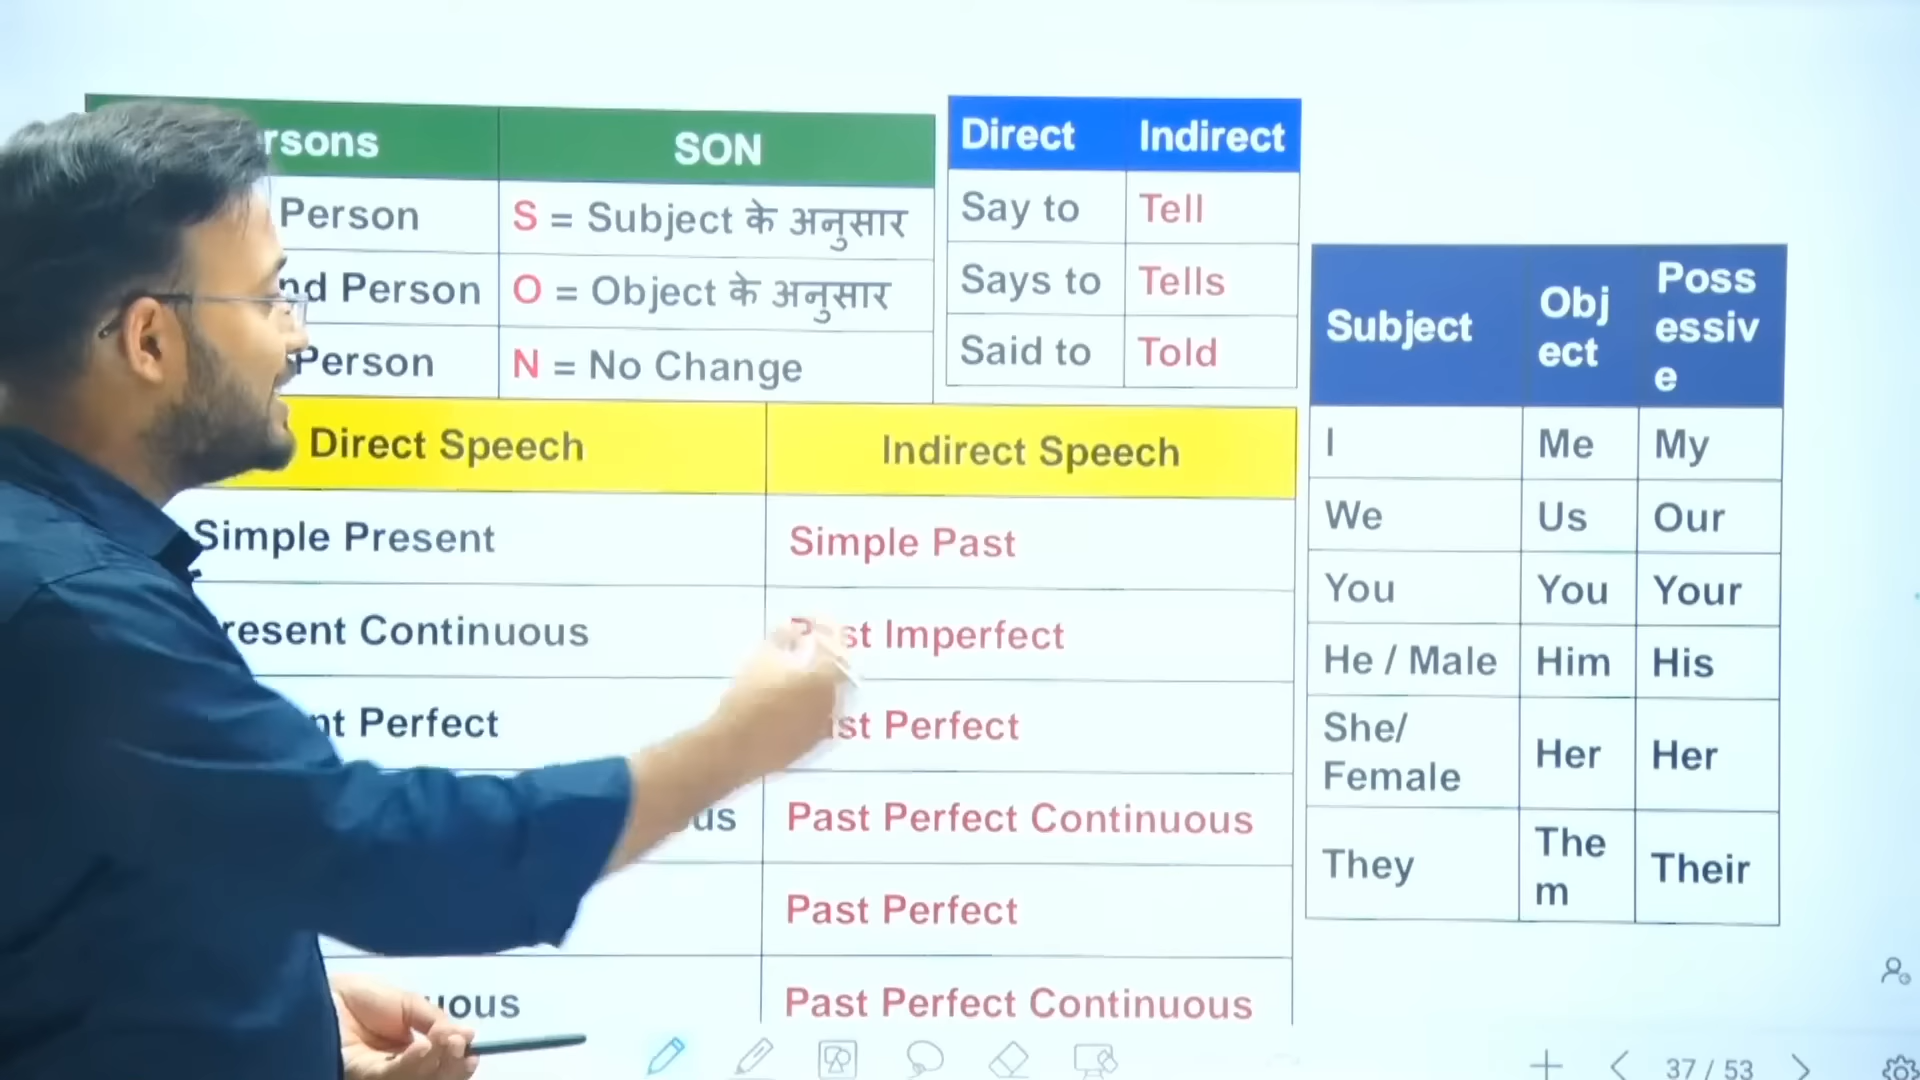 rsons SON
Person S = Subject के अनुसार
nd Person O = Object के अनुसार
Person N = No Change
Direct Indirect
Say to Tell
Says to Tells
Said to Told
Direct Speech Indirect Speech
Simple Present Simple Past
resent Continuous Past Imperfect
nt Perfect st Perfect
us Past Perfect Continuous
Past Perfect
uous Past Perfect Continuous
Subject Obj Poss
ect essiv
e
I Me My
We Us Our
You You Your
He / Male Him His
She/ Her Her
Female
They The Their
m
37 / 53